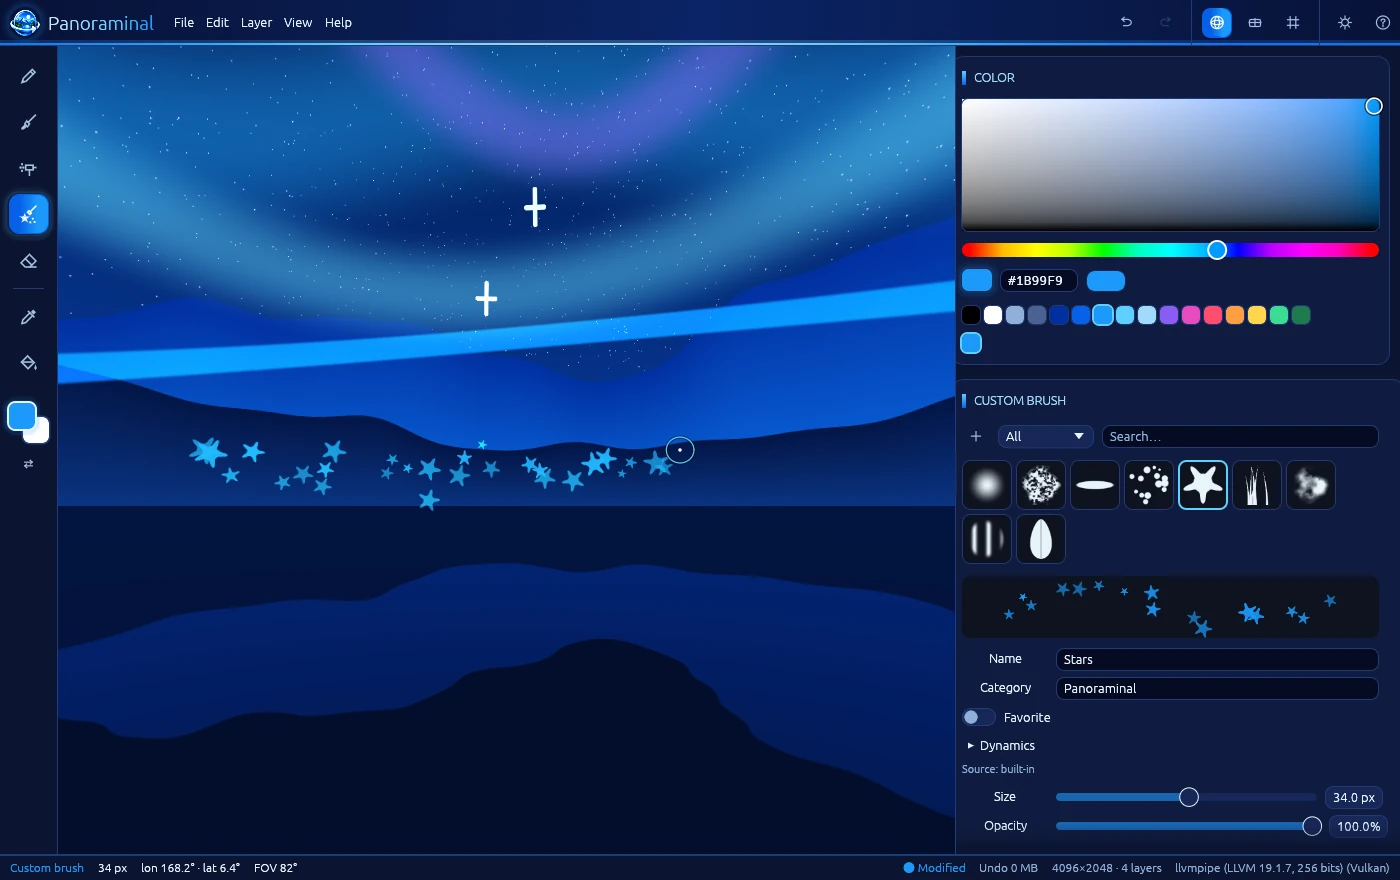 Panoraminal File Edit Layer View Help
COLOR
#1B99F9
CUSTOM BRUSH
All Search...
Name Stars
Category Panoraminal
Favorite
Dynamics
Source: built-in
Size 34.0 px
Opacity 100.0%
Custom brush 34 px lon 168.2° · lat 6.4° FOV 82° Modified Undo 0 MB 4096×2048 · 4 layers llvmpipe (LLVM 19.1.7, 256 bits) (Vulkan)